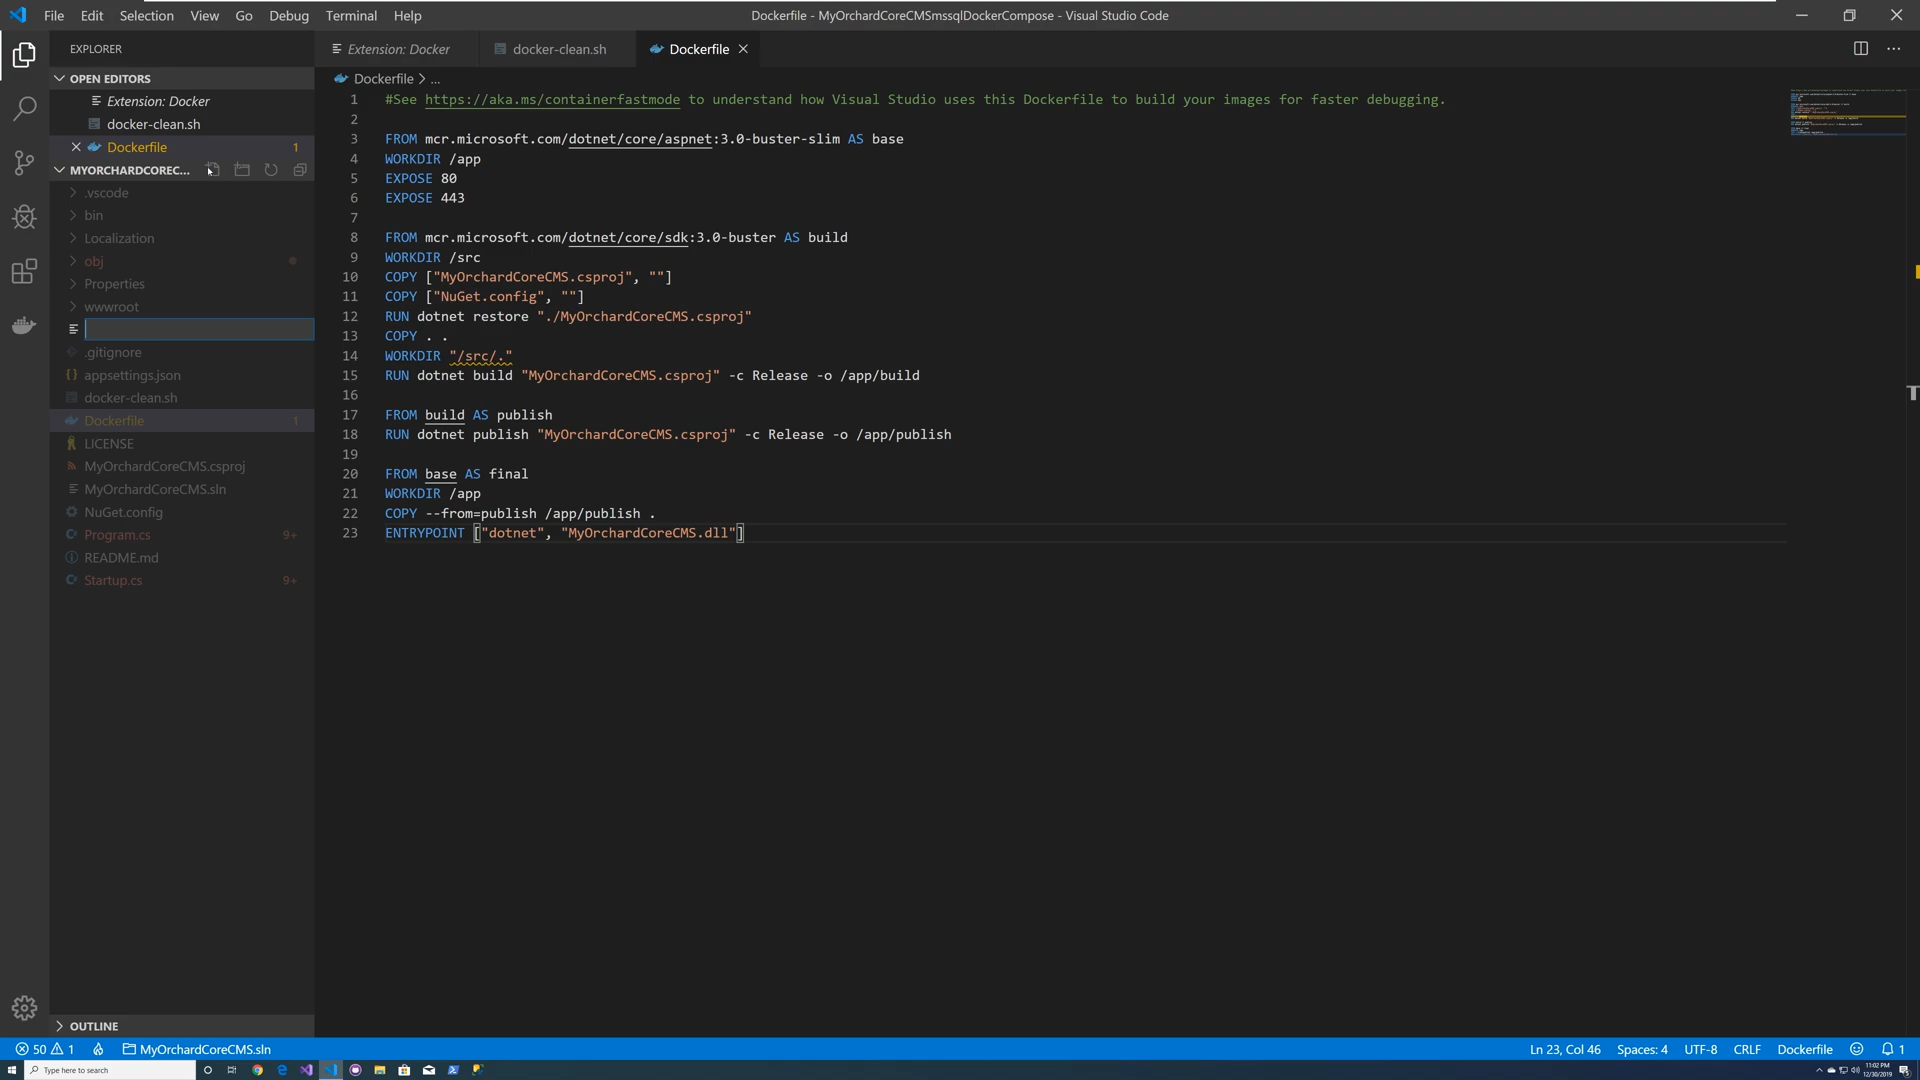 File Edit Selection View Go Debug Terminal Help
Dockerfile - MyOrchardCoreCMSmssqlDockerCompose - Visual Studio Code
EXPLORER
OPEN EDITORS
Extension: Docker
docker-clean.sh
Dockerfile 1
MYORCHARDCOREC...
.vscode
bin
Localization
obj
Properties
wwwroot
.gitignore
appsettings.json
docker-clean.sh
Dockerfile 1
LICENSE
MyOrchardCoreCMS.csproj
MyOrchardCoreCMS.sln
NuGet.config
Program.cs 9+
README.md
Startup.cs 9+
OUTLINE
Extension: Docker docker-clean.sh Dockerfile
Dockerfile > ...
1 #See https://aka.ms/containerfastmode to understand how Visual Studio uses this Dockerfile to build your images for faster debugging.
2
3 FROM mcr.microsoft.com/dotnet/core/aspnet:3.0-buster-slim AS base
4 WORKDIR /app
5 EXPOSE 80
6 EXPOSE 443
7
8 FROM mcr.microsoft.com/dotnet/core/sdk:3.0-buster AS build
9 WORKDIR /src
10 COPY ["MyOrchardCoreCMS.csproj", ""]
11 COPY ["NuGet.config", ""]
12 RUN dotnet restore "./MyOrchardCoreCMS.csproj"
13 COPY . .
14 WORKDIR "/src/."
15 RUN dotnet build "MyOrchardCoreCMS.csproj" -c Release -o /app/build
16
17 FROM build AS publish
18 RUN dotnet publish "MyOrchardCoreCMS.csproj" -c Release -o /app/publish
19
20 FROM base AS final
21 WORKDIR /app
22 COPY --from=publish /app/publish .
23 ENTRYPOINT ["dotnet", "MyOrchardCoreCMS.dll"]
50 1 MyOrchardCoreCMS.sln
Ln 23, Col 46 Spaces: 4 UTF-8 CRLF Dockerfile 1
Type here to search
11:02 PM
12/30/2019